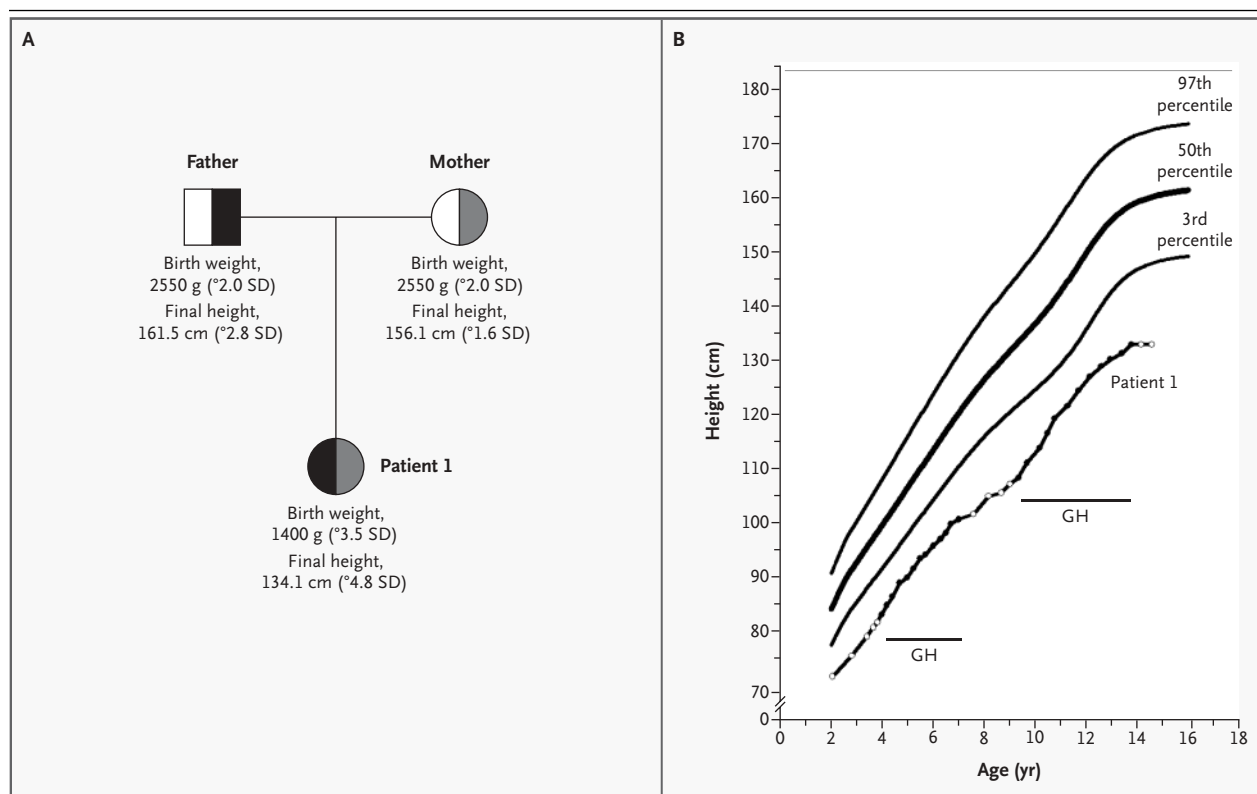 A
Father
Mother
Birth weight,
2550 g (°2.0 SD)
Final height,
161.5 cm (°2.8 SD)
Birth weight,
2550 g (°2.0 SD)
Final height,
156.1 cm (°1.6 SD)
Patient 1
Birth weight,
1400 g (°3.5 SD)
Final height,
134.1 cm (°4.8 SD)
B
Height (cm)
180
170
160
150
140
130
120
110
100
90
80
70
0
97th
percentile
50th
percentile
3rd
percentile
Patient 1
GH
GH
0
2
4
6
8
10
12
14
16
18
Age (yr)